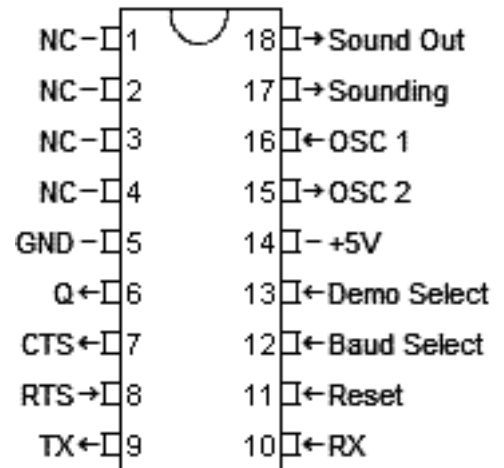 NC 1 18 Sound Out
NC 2 17 Sounding
NC 3 16 OSC 1
NC 4 15 OSC 2
GND 5 14 +5V
Q 6 13 Demo Select
CTS 7 12 Baud Select
RTS 8 11 Reset
TX 9 10 RX